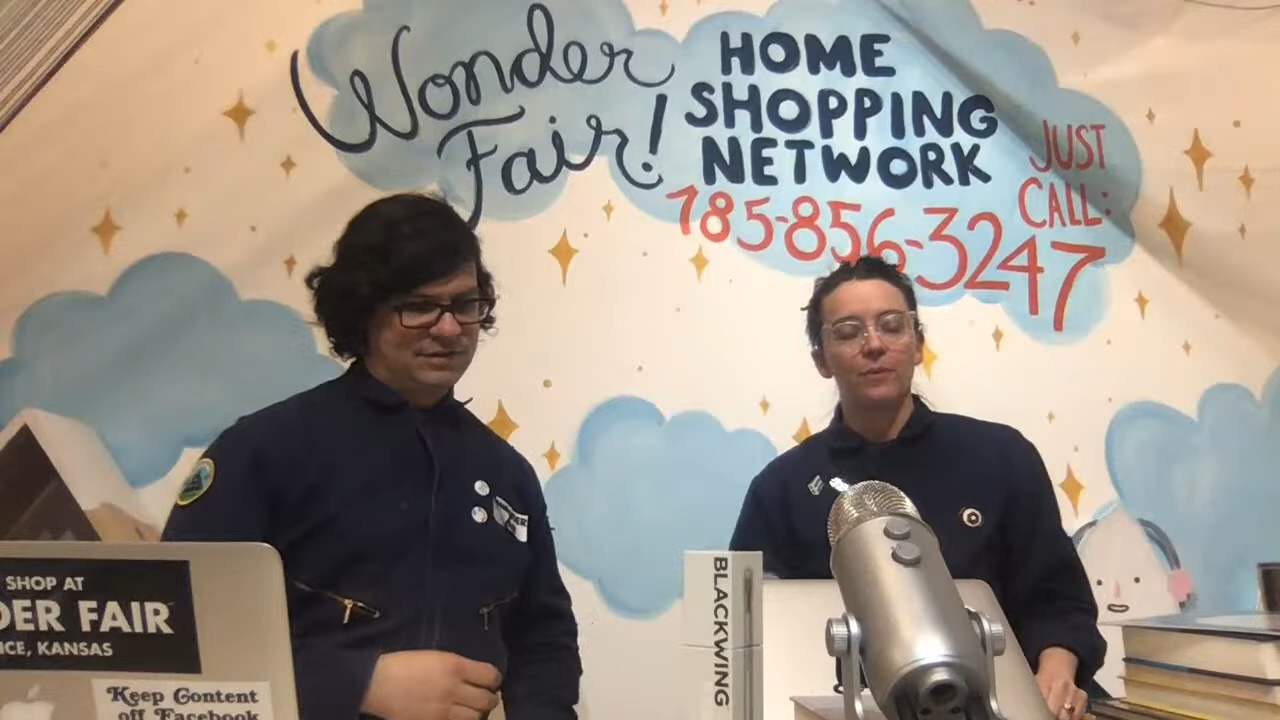 Wonder
Fair!
HOME
SHOPPING
NETWORK
JUST
CALL:
785-856-3247
SHOP AT
DER FAIR
CE, KANSAS
Keep Content
off Facebook
BLACKWING